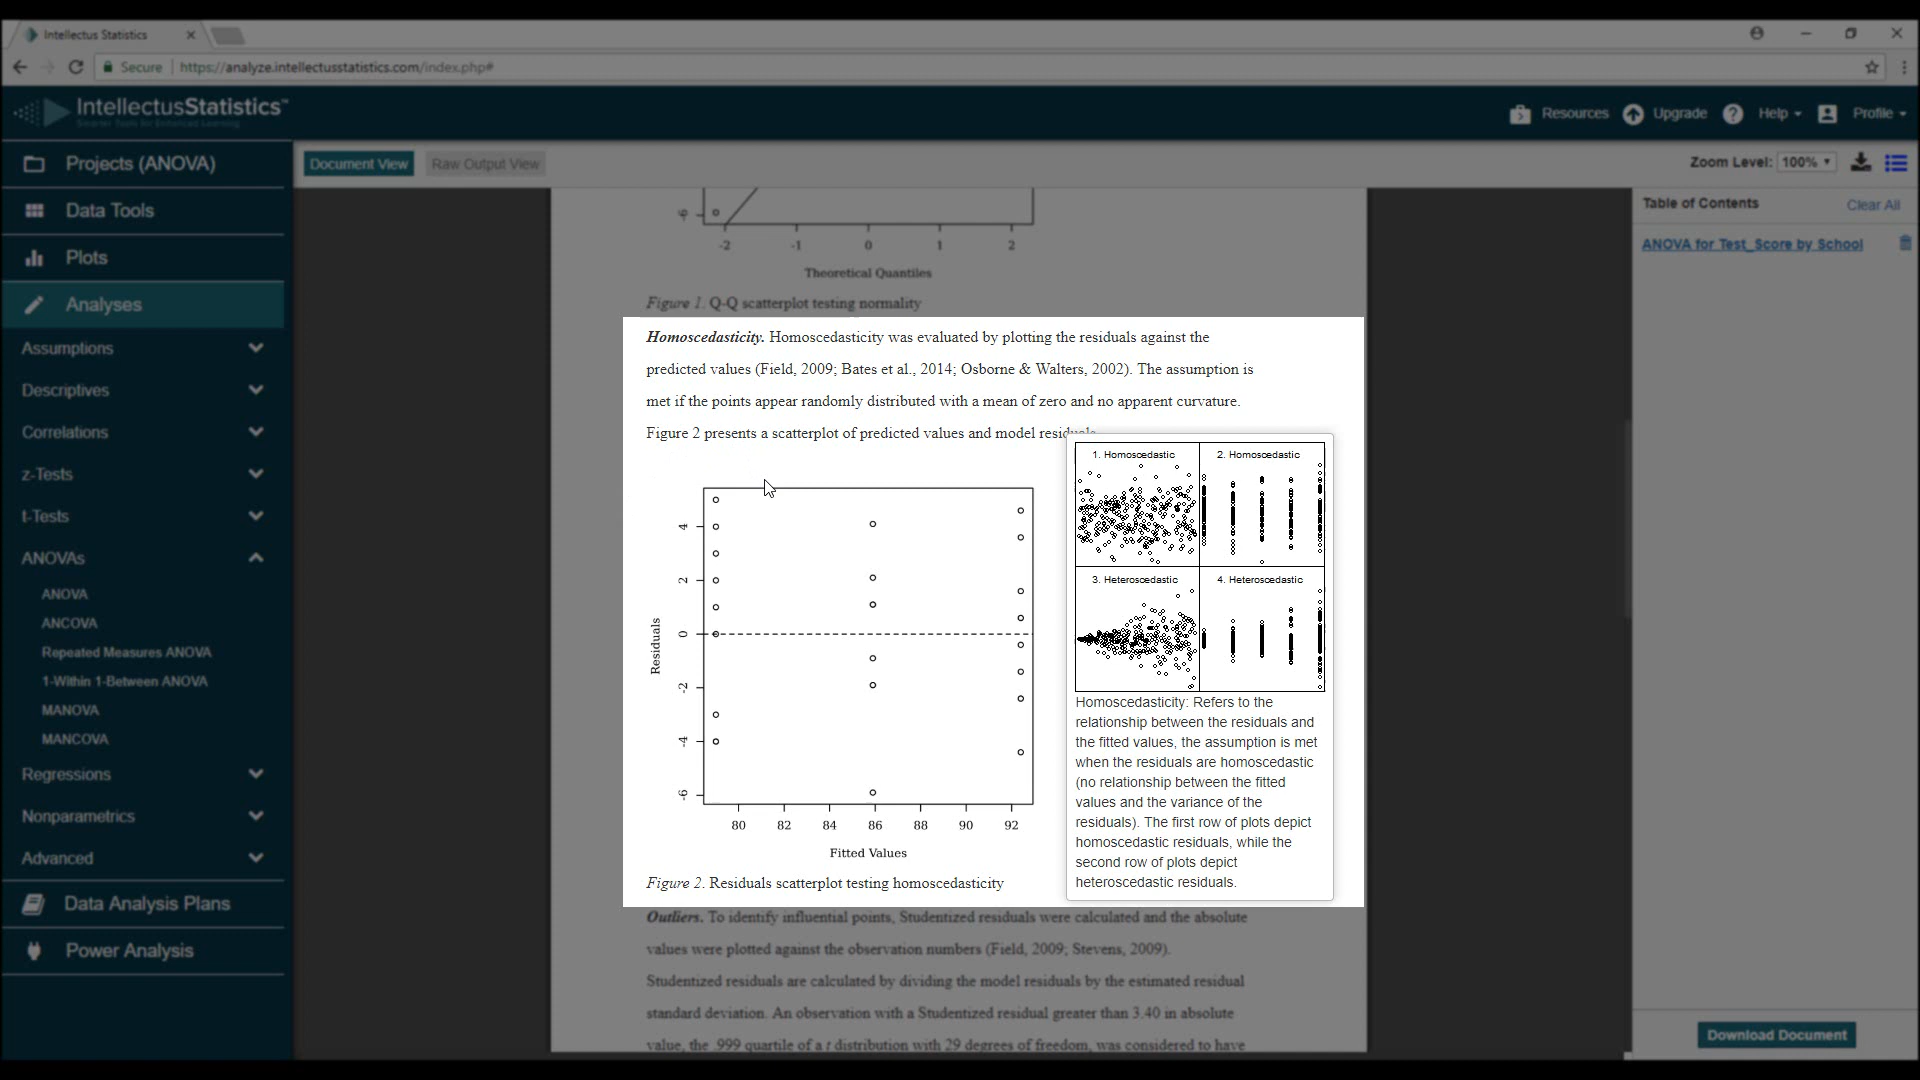 Intellectus Statistics
Secure https://analyze.intellectusstatistics.com/index.php#
IntellectusStatistics™
Smarter Tools for Enhanced Learning
Resources Upgrade Help Profile
Projects (ANOVA)
Data Tools
Plots
Analyses
Assumptions
Descriptives
Correlations
z-Tests
t-Tests
ANOVAs
ANOVA
ANCOVA
Repeated Measures ANOVA
1-Within 1-Between ANOVA
MANOVA
MANCOVA
Regressions
Nonparametrics
Advanced
Data Analysis Plans
Power Analysis
Document View Raw Output View
Zoom Level: 100%
-6
-2 -1 0 1 2
Theoretical Quantiles
Figure 1. Q-Q scatterplot testing normality
Homoscedasticity. Homoscedasticity was evaluated by plotting the residuals against the
predicted values (Field, 2009; Bates et al., 2014; Osborne & Walters, 2002). The assumption is
met if the points appear randomly distributed with a mean of zero and no apparent curvature.
Figure 2 presents a scatterplot of predicted values and model residuals.
Residuals
4
2
0
-2
-4
-6
80 82 84 86 88 90 92
Fitted Values
Figure 2. Residuals scatterplot testing homoscedasticity
1. Homoscedastic 2. Homoscedastic
3. Heteroscedastic 4. Heteroscedastic
Homoscedasticity: Refers to the
relationship between the residuals and
the fitted values, the assumption is met
when the residuals are homoscedastic
(no relationship between the fitted
values and the variance of the
residuals). The first row of plots depict
homoscedastic residuals, while the
second row of plots depict
heteroscedastic residuals.
Outliers. To identify influential points, Studentized residuals were calculated and the absolute
values were plotted against the observation numbers (Field, 2009; Stevens, 2009).
Studentized residuals are calculated by dividing the model residuals by the estimated residual
standard deviation. An observation with a Studentized residual greater than 3.40 in absolute
value, the .999 quartile of a t distribution with 29 degrees of freedom, was considered to have
Table of Contents Clear All
ANOVA for Test_Score by School
Download Document